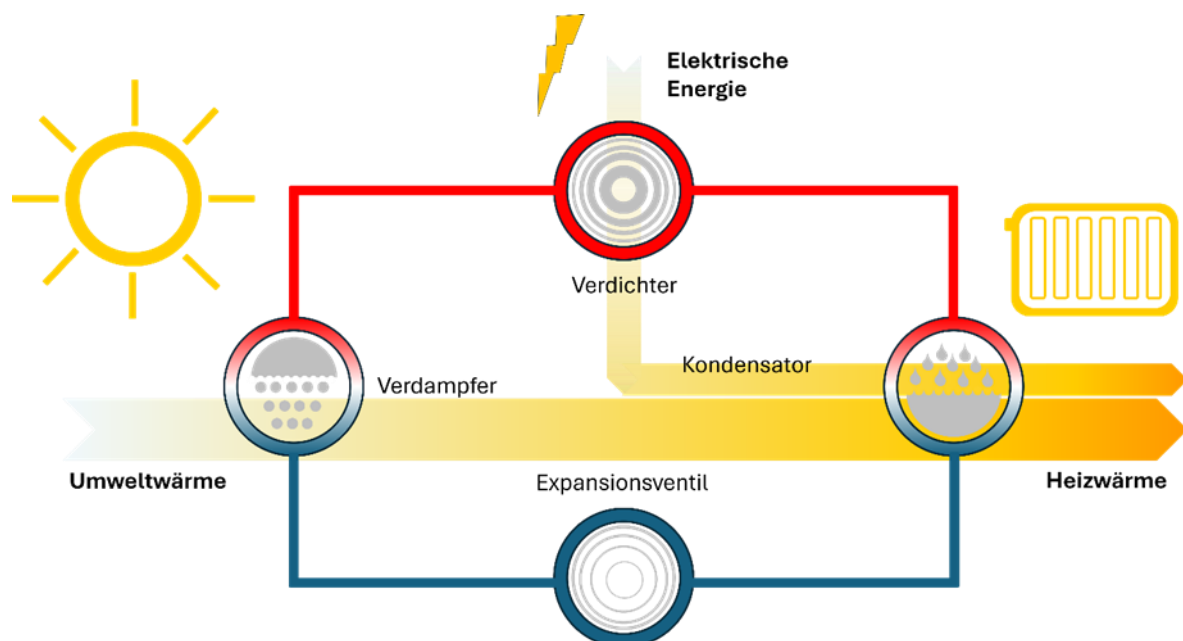 Elektrische
Energie
Verdichter
Kondensator
Verdampfer
Umweltwärme
Expansionsventil
Heizwärme